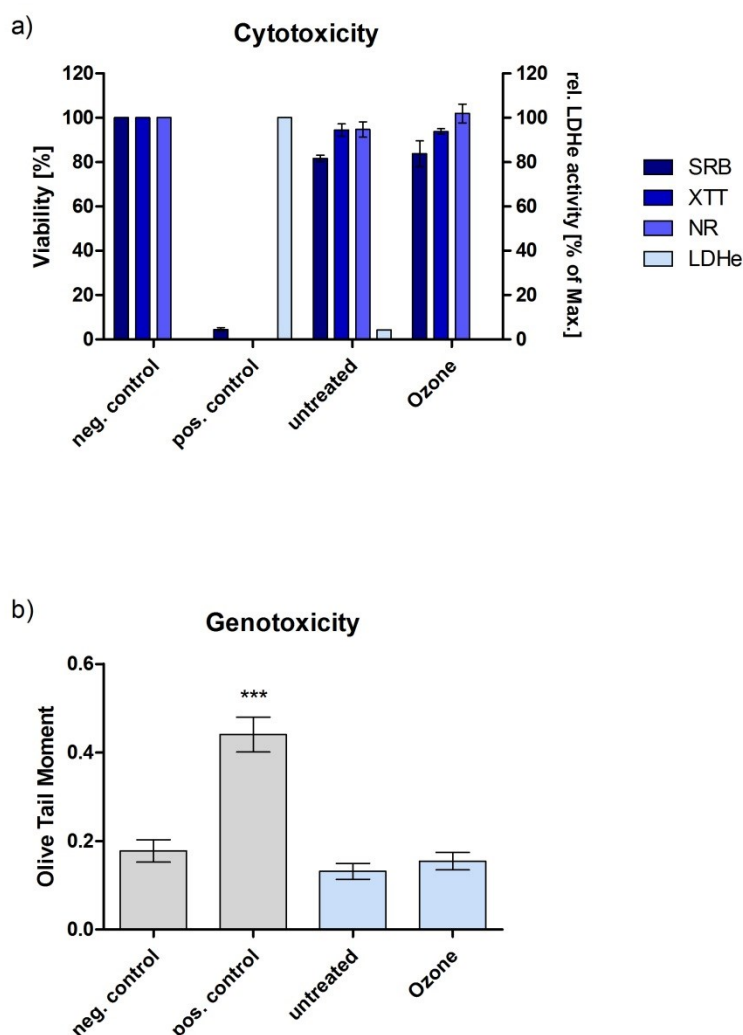 a)
Cytotoxicity
120
100
80
60
40
20
0
Viability [%]
120
100
80
60
40
20
0
rel. LDHe activity [% of Max.]
neg. control
pos. control
untreated
Ozone
SRB
XTT
NR
LDHe
b)
Genotoxicity
0.6
0.4
0.2
0.0
Olive Tail Moment
***
neg. control
pos. control
untreated
Ozone